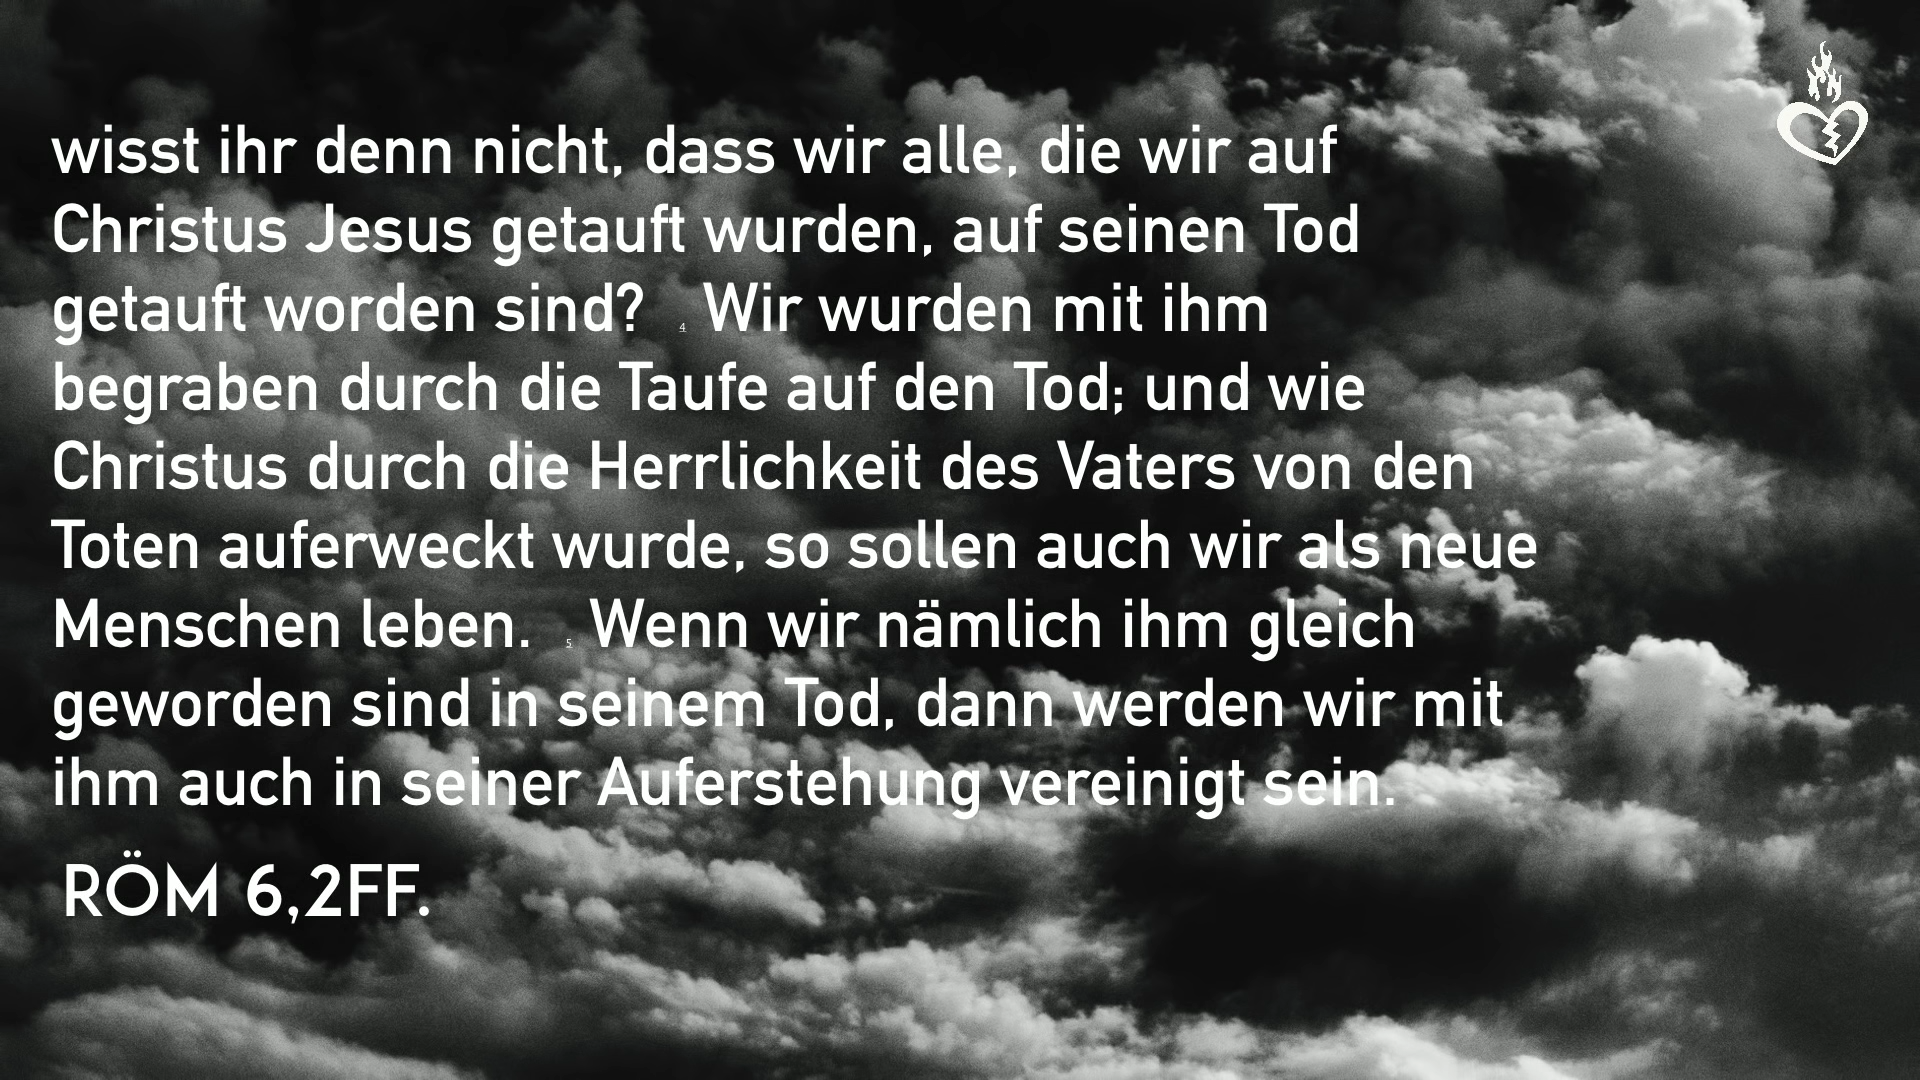 wisst ihr denn nicht, dass wir alle, die wir auf
Christus Jesus getauft wurden, auf seinen Tod
getauft worden sind? 4 Wir wurden mit ihm
begraben durch die Taufe auf den Tod; und wie
Christus durch die Herrlichkeit des Vaters von den
Toten auferweckt wurde, so sollen auch wir als neue
Menschen leben. 5 Wenn wir nämlich ihm gleich
geworden sind in seinem Tod, dann werden wir mit
ihm auch in seiner Auferstehung vereinigt sein.
RÖM 6,2FF.